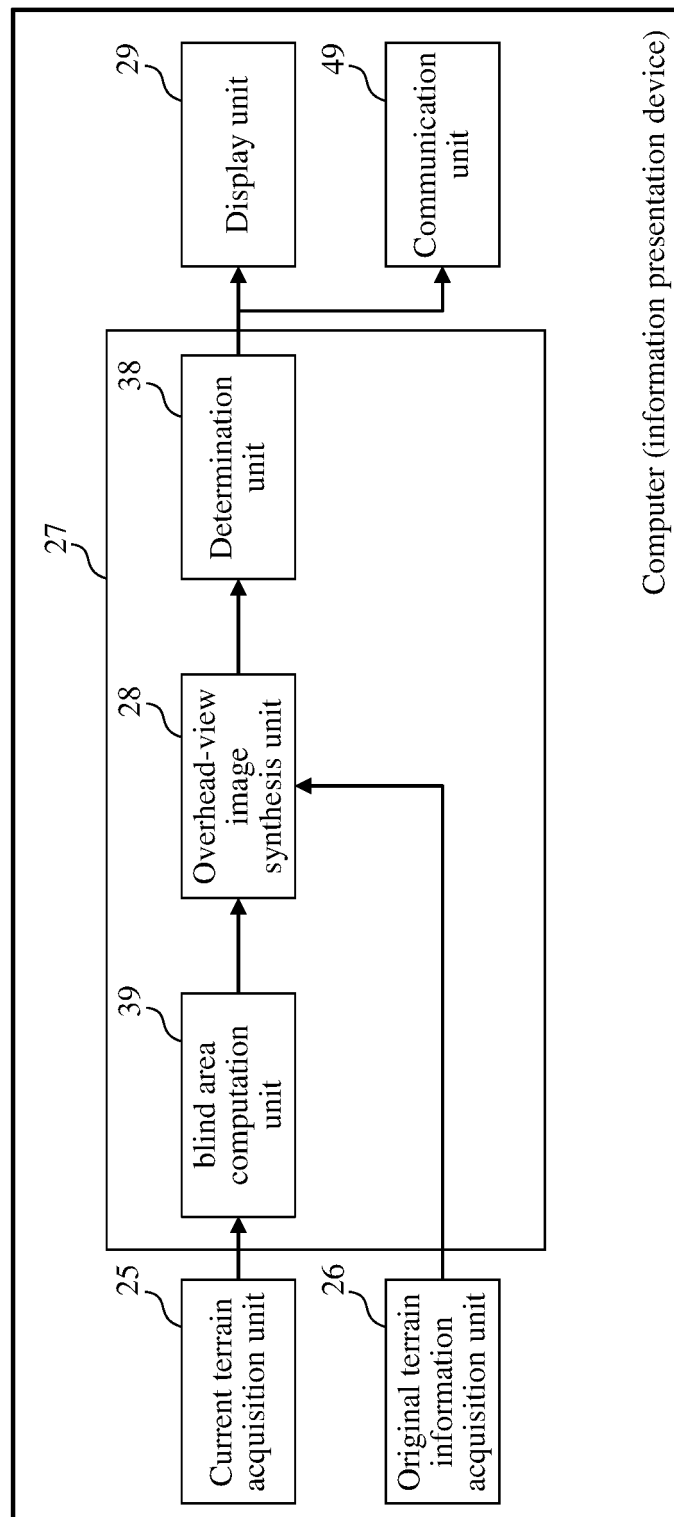 27
25
Current terrain
acquisition unit
39
blind area
computation
unit
28
Overhead-view
image
synthesis unit
38
Determination
unit
29
Display unit
26
Original terrain
information
acquisition unit
49
Communication
unit
Computer (information presentation device)